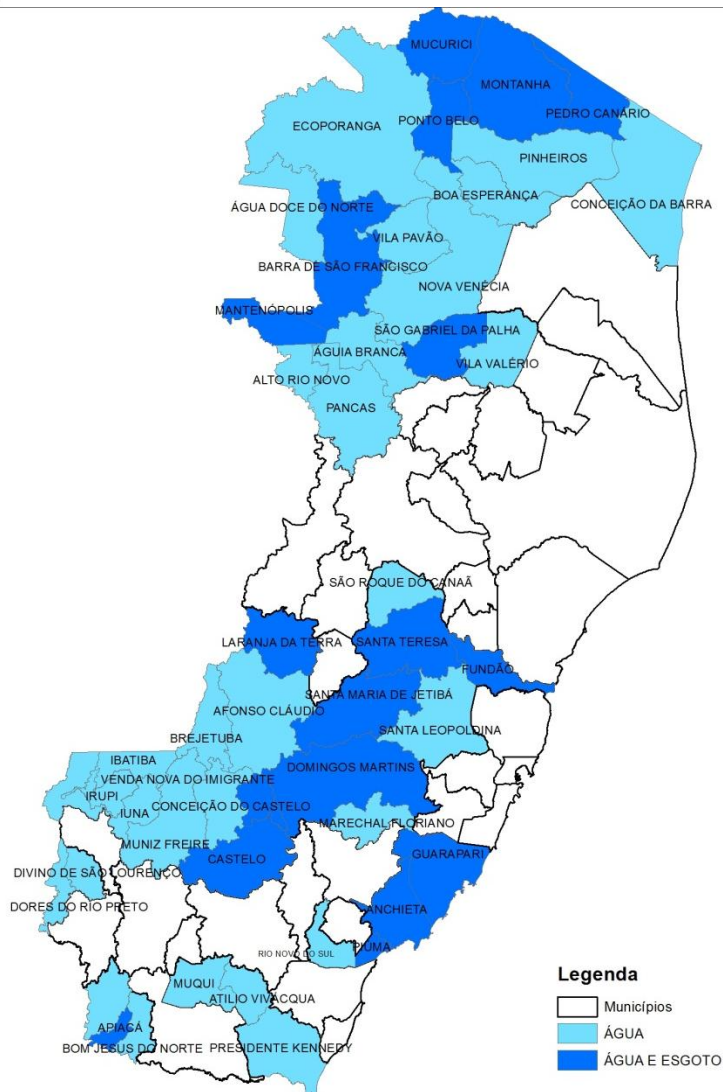 MUCURICI
MONTANHA
ECOPORANGA
PONTO BELO
PEDRO CANÁRIO
PINHEIROS
BOA ESPERANÇA
CONCEIÇÃO DA BARRA
ÁGUA DOCE DO NORTE
VILA PAVÃO
BARRA DE SÃO FRANCISCO
NOVA VENÉCIA
MANTENÓPOLIS
SÃO GABRIEL DA PALHA
ÁGUIA BRANCA
VILA VALÉRIO
ALTO RIO NOVO
PANCAS
SÃO ROQUE DO CANAÃ
LARANJA DA TERRA
SANTA TERESA
FUNDÃO
SANTA MARIA DE JETIBÁ
AFONSO CLÁUDIO
SANTA LEOPOLDINA
BREJETUBA
IBATIBA
DOMINGOS MARTINS
VENDA NOVA DO IMIGRANTE
IRUPI
IUNA
CONCEIÇÃO DO CASTELO
MARECHAL FLORIANO
MUNIZ FREIRE
CASTELO
GUARAPARI
DIVINO DE SÃO LOURENÇO
DORES DO RIO PRETO
ANCHIETA
RIO NOVO DO SUL
PIUMA
MUQUI
ATILIO VIVACQUA
APIACÁ
BOM JESUS DO NORTE
PRESIDENTE KENNEDY
Legenda
Municípios
ÁGUA
ÁGUA E ESGOTO